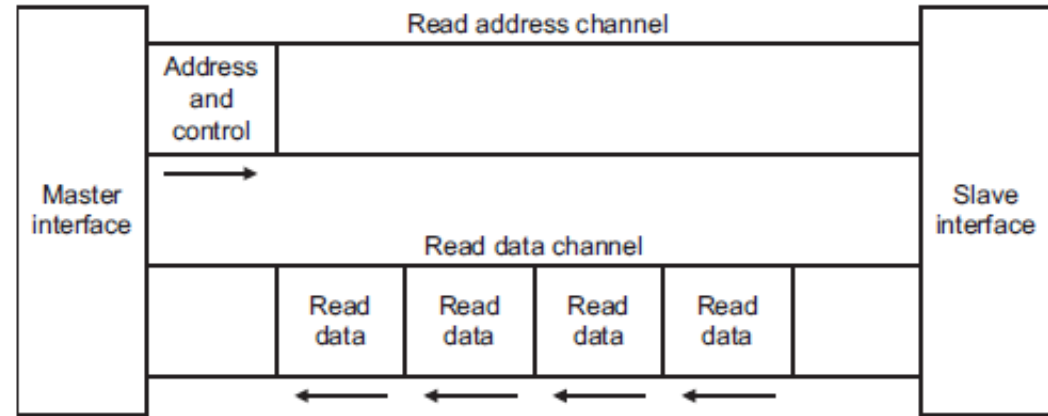 Read address channel
Address
and
control
Master
interface
Slave
interface
Read data channel
Read
data
Read
data
Read
data
Read
data